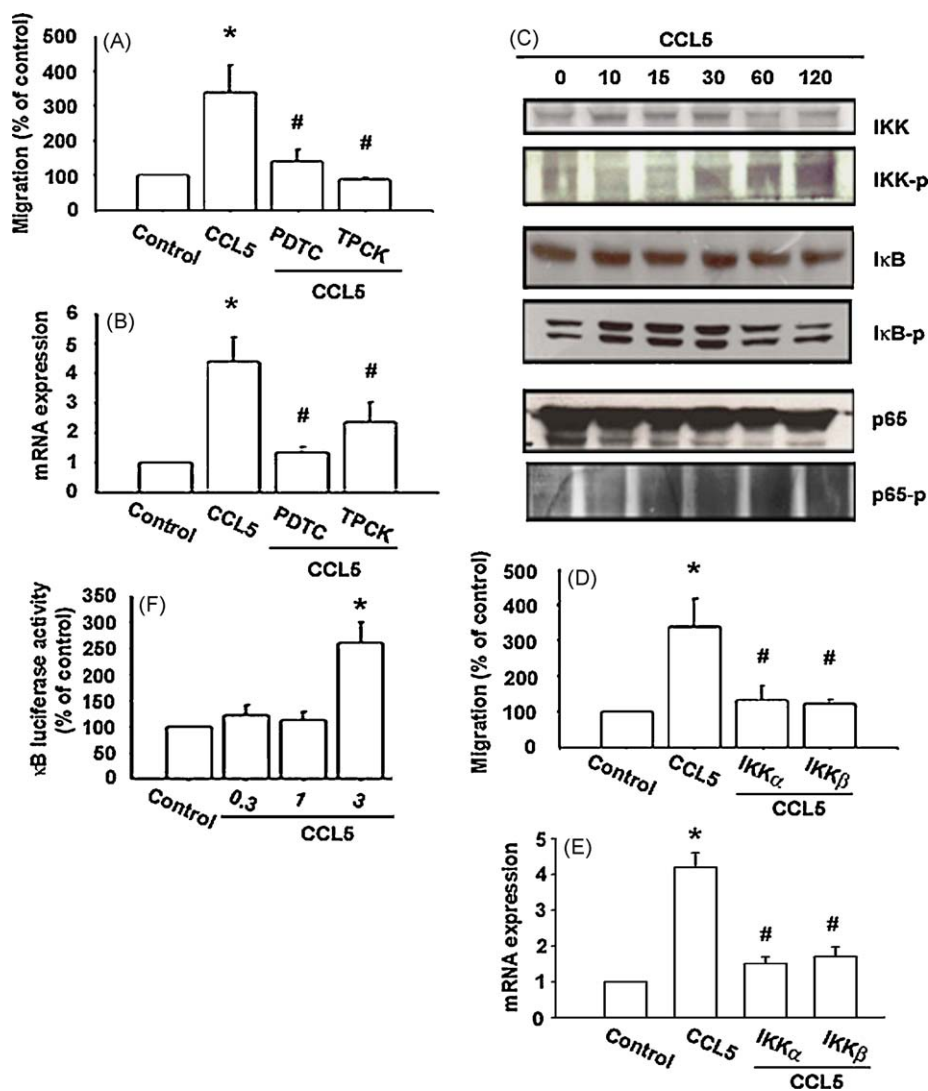 (A)
Migration (% of control)
500
400
300
200
100
0
*
#
#
Control
CCL5
PDTC
TPCK
CCL5
(B)
mRNA expression
6
5
4
3
2
1
0
*
#
#
Control
CCL5
PDTC
TPCK
CCL5
(C)
CCL5
0 10 15 30 60 120
IKK
IKK-p
IκB
IκB-p
p65
p65-p
(F)
κB luciferase activity
(% of control)
350
300
250
200
150
100
50
0
*
Control
0.3
1
3
CCL5
(D)
Migration (% of control)
500
400
300
200
100
0
*
#
#
Control
CCL5
IKKα
IKKβ
CCL5
(E)
mRNA expression
5
4
3
2
1
0
*
#
#
Control
CCL5
IKKα
IKKβ
CCL5